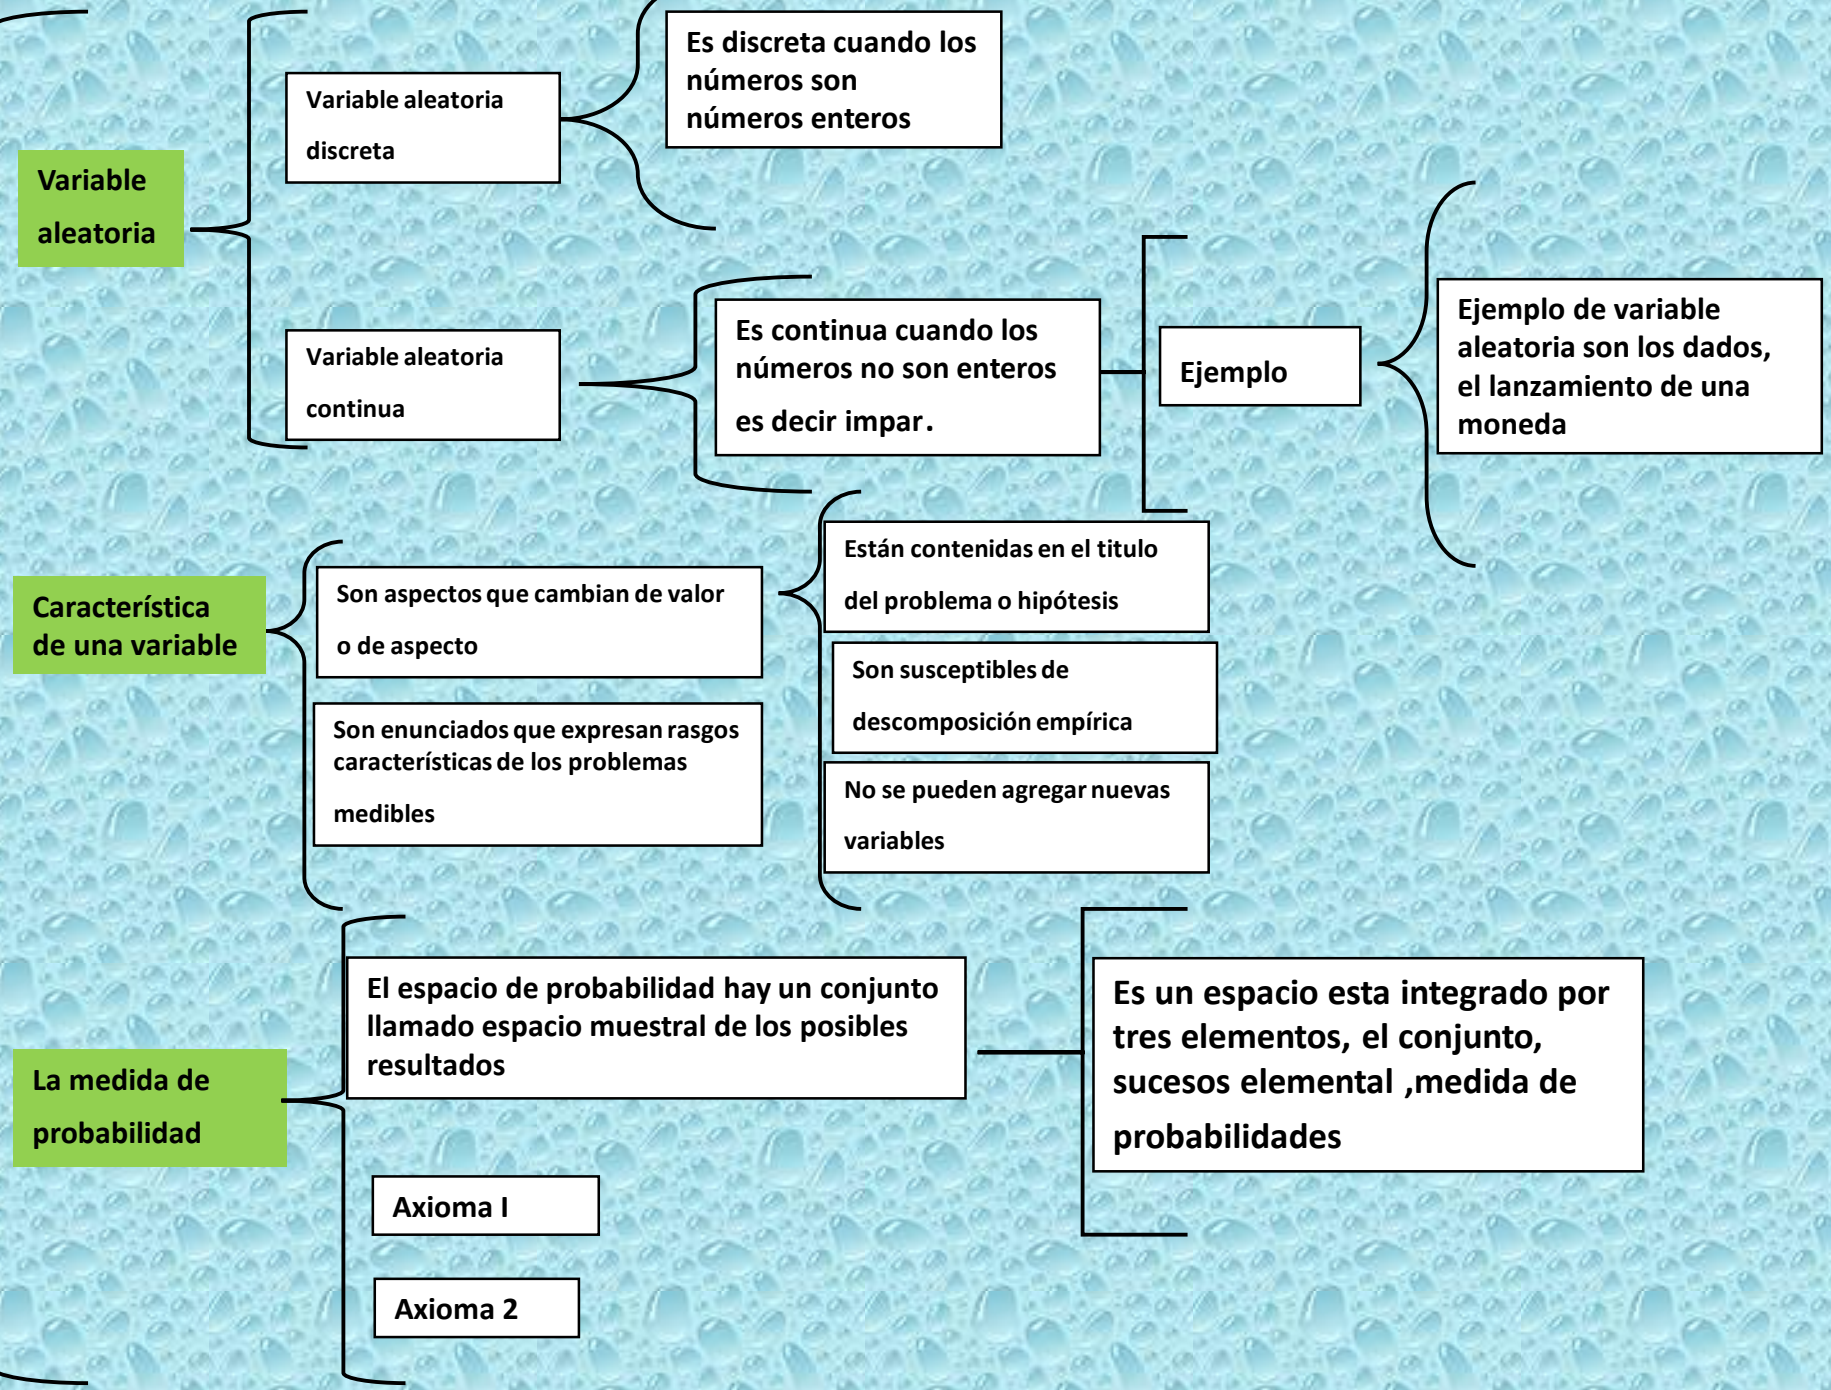 Variable
aleatoria
Variable aleatoria
discreta
Es discreta cuando los
números son
números enteros
Variable aleatoria
continua
Es continua cuando los
números no son enteros
es decir impar.
Ejemplo
Ejemplo de variable
aleatoria son los dados,
el lanzamiento de una
moneda
Característica
de una variable
Son aspectos que cambian de valor
o de aspecto
Son enunciados que expresan rasgos
características de los problemas
medibles
Están contenidas en el titulo
del problema o hipótesis
Son susceptibles de
descomposición empírica
No se pueden agregar nuevas
variables
La medida de
probabilidad
El espacio de probabilidad hay un conjunto
llamado espacio muestral de los posibles
resultados
Es un espacio esta integrado por
tres elementos, el conjunto,
sucesos elemental ,medida de
probabilidades
Axioma I
Axioma 2